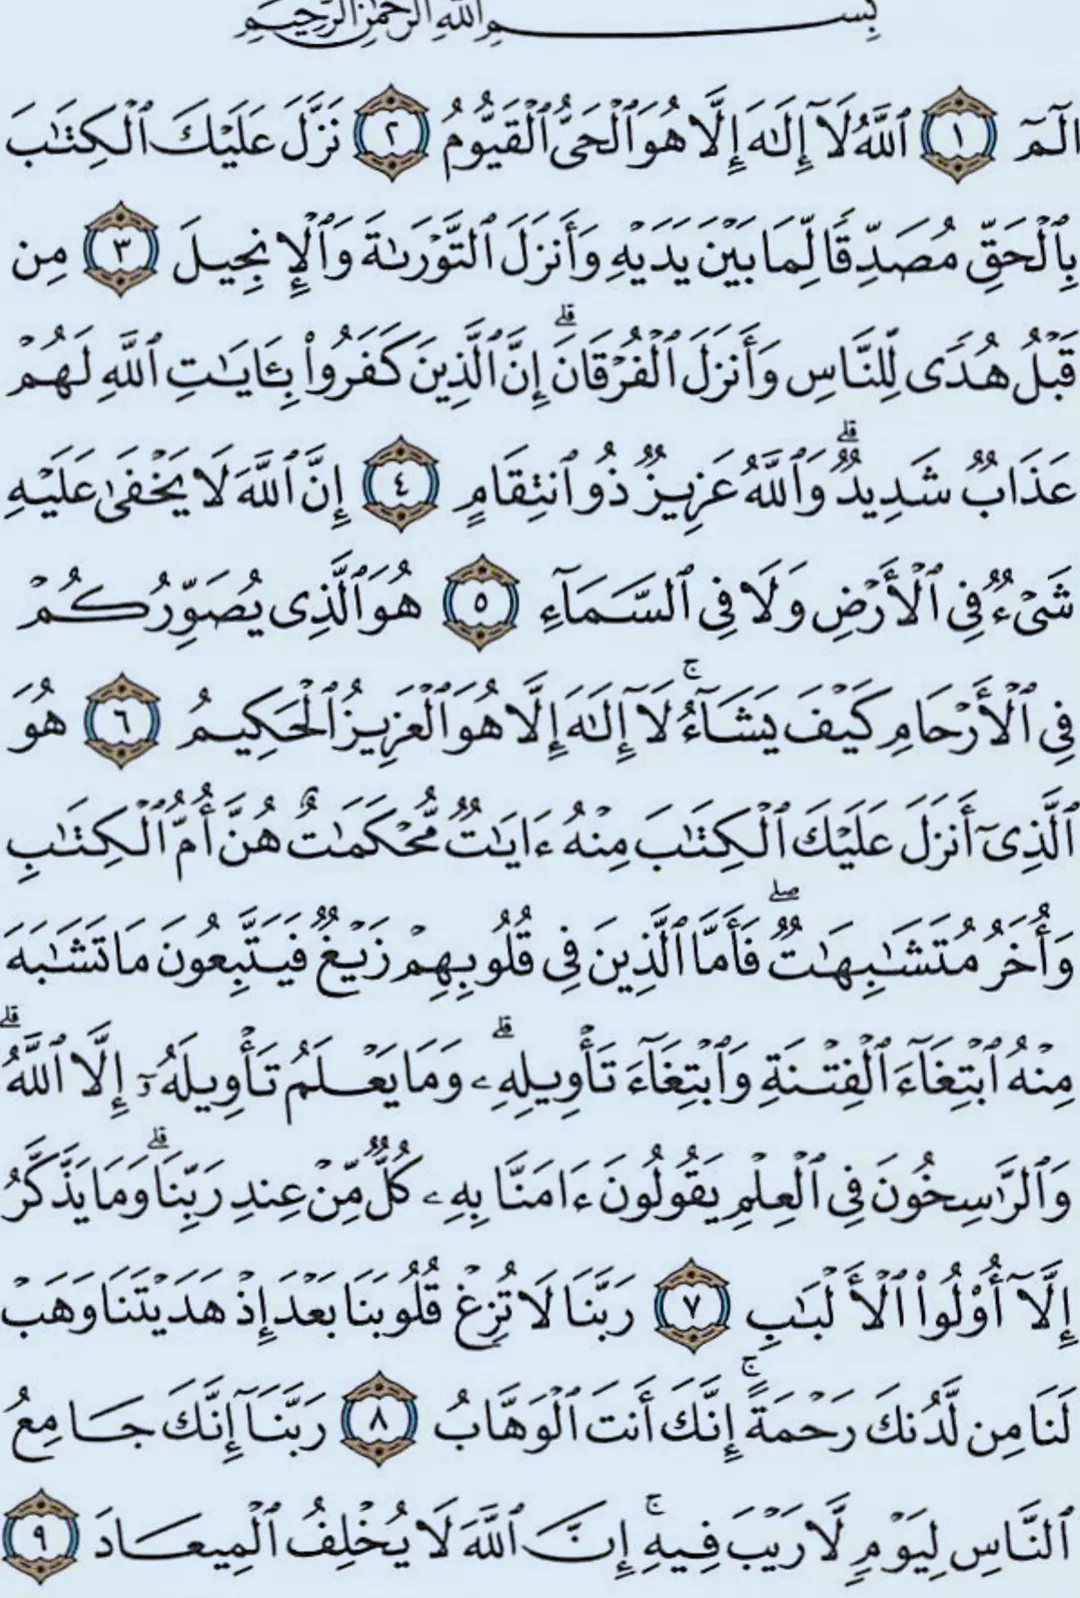 بِسْمِ ٱللَّهِ ٱلرَّحْمَٰنِ ٱلرَّحِيمِ
الٓمٓ ١ ٱللَّهُ لَآ إِلَٰهَ إِلَّا هُوَ ٱلْحَىُّ ٱلْقَيُّومُ ٢ نَزَّلَ عَلَيْكَ ٱلْكِتَٰبَ
بِٱلْحَقِّ مُصَدِّقًا لِّمَا بَيْنَ يَدَيْهِ وَأَنزَلَ ٱلتَّوْرَىٰةَ وَٱلْإِنجِيلَ ٣ مِن
قَبْلُ هُدًى لِّلنَّاسِ وَأَنزَلَ ٱلْفُرْقَانَ ۗ إِنَّ ٱلَّذِينَ كَفَرُوا۟ بِـَٔايَٰتِ ٱللَّهِ لَهُمْ
عَذَابٌ شَدِيدٌ ۗ وَٱللَّهُ عَزِيزٌ ذُو ٱنتِقَامٍ ٤ إِنَّ ٱللَّهَ لَا يَخْفَىٰ عَلَيْهِ
شَىْءٌ فِى ٱلْأَرْضِ وَلَا فِى ٱلسَّمَآءِ ٥ هُوَ ٱلَّذِى يُصَوِّرُكُمْ
فِى ٱلْأَرْحَامِ كَيْفَ يَشَآءُ ۚ لَآ إِلَٰهَ إِلَّا هُوَ ٱلْعَزِيزُ ٱلْحَكِيمُ ٦ هُوَ
ٱلَّذِىٓ أَنزَلَ عَلَيْكَ ٱلْكِتَٰبَ مِنْهُ ءَايَٰتٌ مُّحْكَمَٰتٌ هُنَّ أُمُّ ٱلْكِتَٰبِ
وَأُخَرُ مُتَشَٰبِهَٰتٌ ۖ فَأَمَّا ٱلَّذِينَ فِى قُلُوبِهِمْ زَيْغٌ فَيَتَّبِعُونَ مَا تَشَٰبَهَ
مِنْهُ ٱبْتِغَآءَ ٱلْفِتْنَةِ وَٱبْتِغَآءَ تَأْوِيلِهِۦ ۗ وَمَا يَعْلَمُ تَأْوِيلَهُۥٓ إِلَّا ٱللَّهُ ۗ
وَٱلرَّٰسِخُونَ فِى ٱلْعِلْمِ يَقُولُونَ ءَامَنَّا بِهِۦ كُلٌّ مِّنْ عِندِ رَبِّنَا ۗ وَمَا يَذَّكَّرُ
إِلَّآ أُو۟لُوا۟ ٱلْأَلْبَٰبِ ٧ رَبَّنَا لَا تُزِغْ قُلُوبَنَا بَعْدَ إِذْ هَدَيْتَنَا وَهَبْ
لَنَا مِن لَّدُنكَ رَحْمَةً ۚ إِنَّكَ أَنتَ ٱلْوَهَّابُ ٨ رَبَّنَآ إِنَّكَ جَامِعُ
ٱلنَّاسِ لِيَوْمٍ لَّا رَيْبَ فِيهِ ۚ إِنَّ ٱللَّهَ لَا يُخْلِفُ ٱلْمِيعَادَ ٩